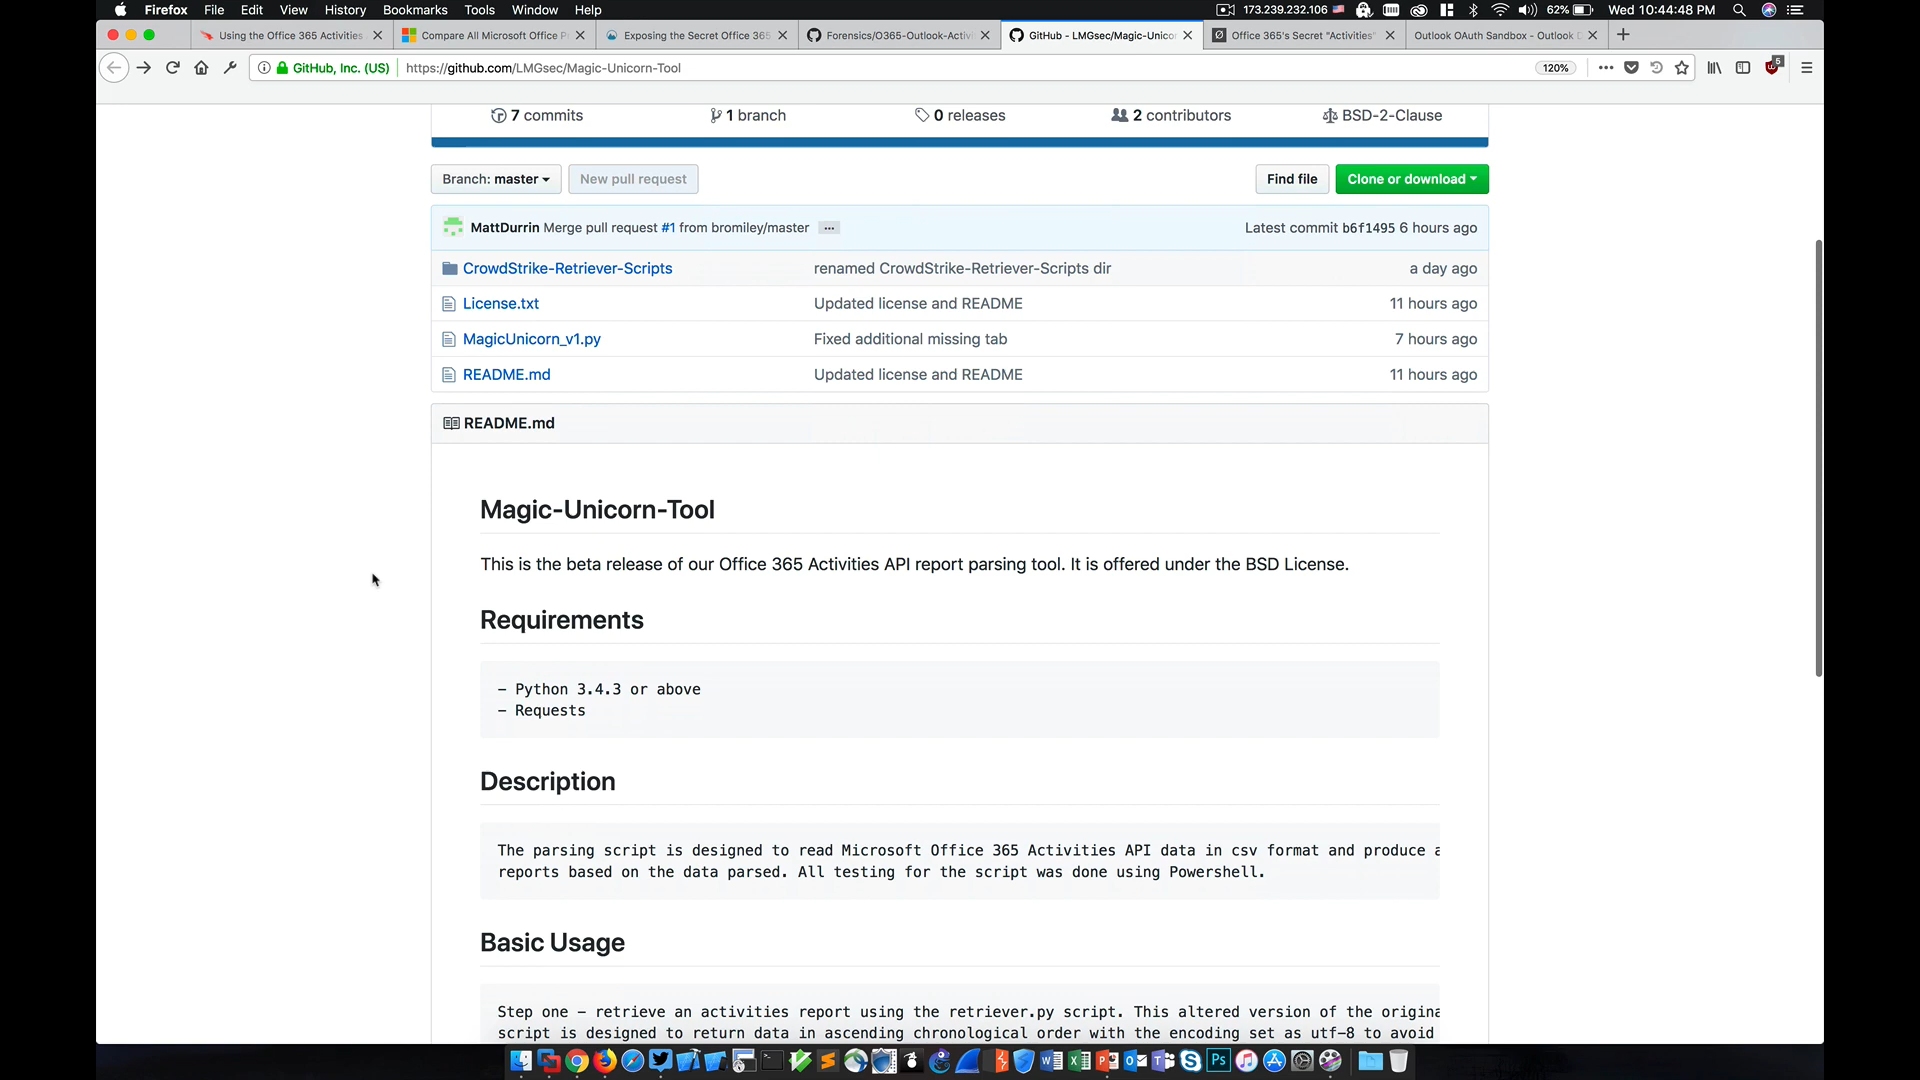 Firefox File Edit View History Bookmarks Tools Window Help 173.239.232.106 62% Wed 10:44:48 PM
Using the Office 365 Activities
Compare All Microsoft Office P
Exposing the Secret Office 365
Forensics/O365-Outlook-Activi
GitHub - LMGsec/Magic-Unicor
Office 365's Secret "Activities"
Outlook OAuth Sandbox - Outlook D
GitHub, Inc. (US) https://github.com/LMGsec/Magic-Unicorn-Tool 120% 5
7 commits 1 branch 0 releases 2 contributors BSD-2-Clause
Branch: master New pull request Find file Clone or download
MattDurrin Merge pull request #1 from bromiley/master ... Latest commit b6f1495 6 hours ago
CrowdStrike-Retriever-Scripts renamed CrowdStrike-Retriever-Scripts dir a day ago
License.txt Updated license and README 11 hours ago
MagicUnicorn_v1.py Fixed additional missing tab 7 hours ago
README.md Updated license and README 11 hours ago
README.md
Magic-Unicorn-Tool
This is the beta release of our Office 365 Activities API report parsing tool. It is offered under the BSD License.
Requirements
- Python 3.4.3 or above
- Requests
Description
The parsing script is designed to read Microsoft Office 365 Activities API data in csv format and produce a
reports based on the data parsed. All testing for the script was done using Powershell.
Basic Usage
Step one - retrieve an activities report using the retriever.py script. This altered version of the origina
script is designed to return data in ascending chronological order with the encoding set as utf-8 to avoid